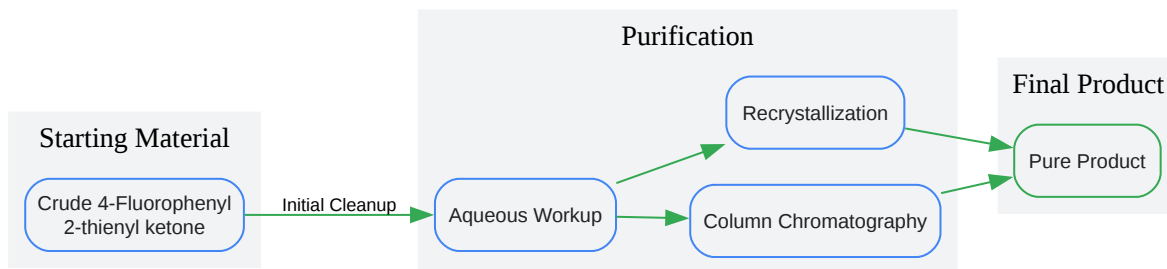 Starting Material
Crude 4-Fluorophenyl
2-thienyl ketone
Initial Cleanup
Purification
Aqueous Workup
Recrystallization
Column Chromatography
Final Product
Pure Product